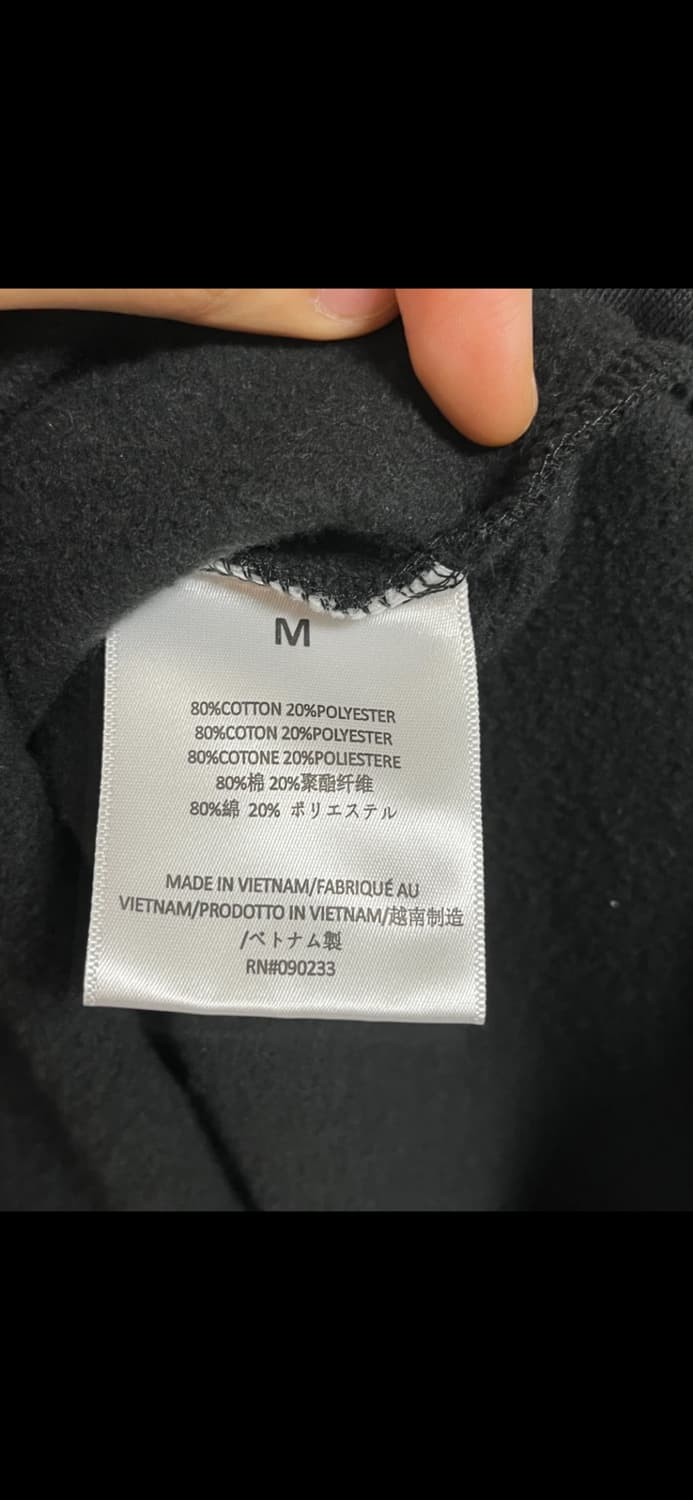 M
80%COTTON 20%POLYESTER
80%COTON 20%POLYESTER
80%COTONE 20%POLIESTERE
80%棉 20%聚酯纤维
80%綿 20% ポリエステル
MADE IN VIETNAM/FABRIQUÉ AU
VIETNAM/PRODOTTO IN VIETNAM/越南制造
/ベトナム製
RN#090233